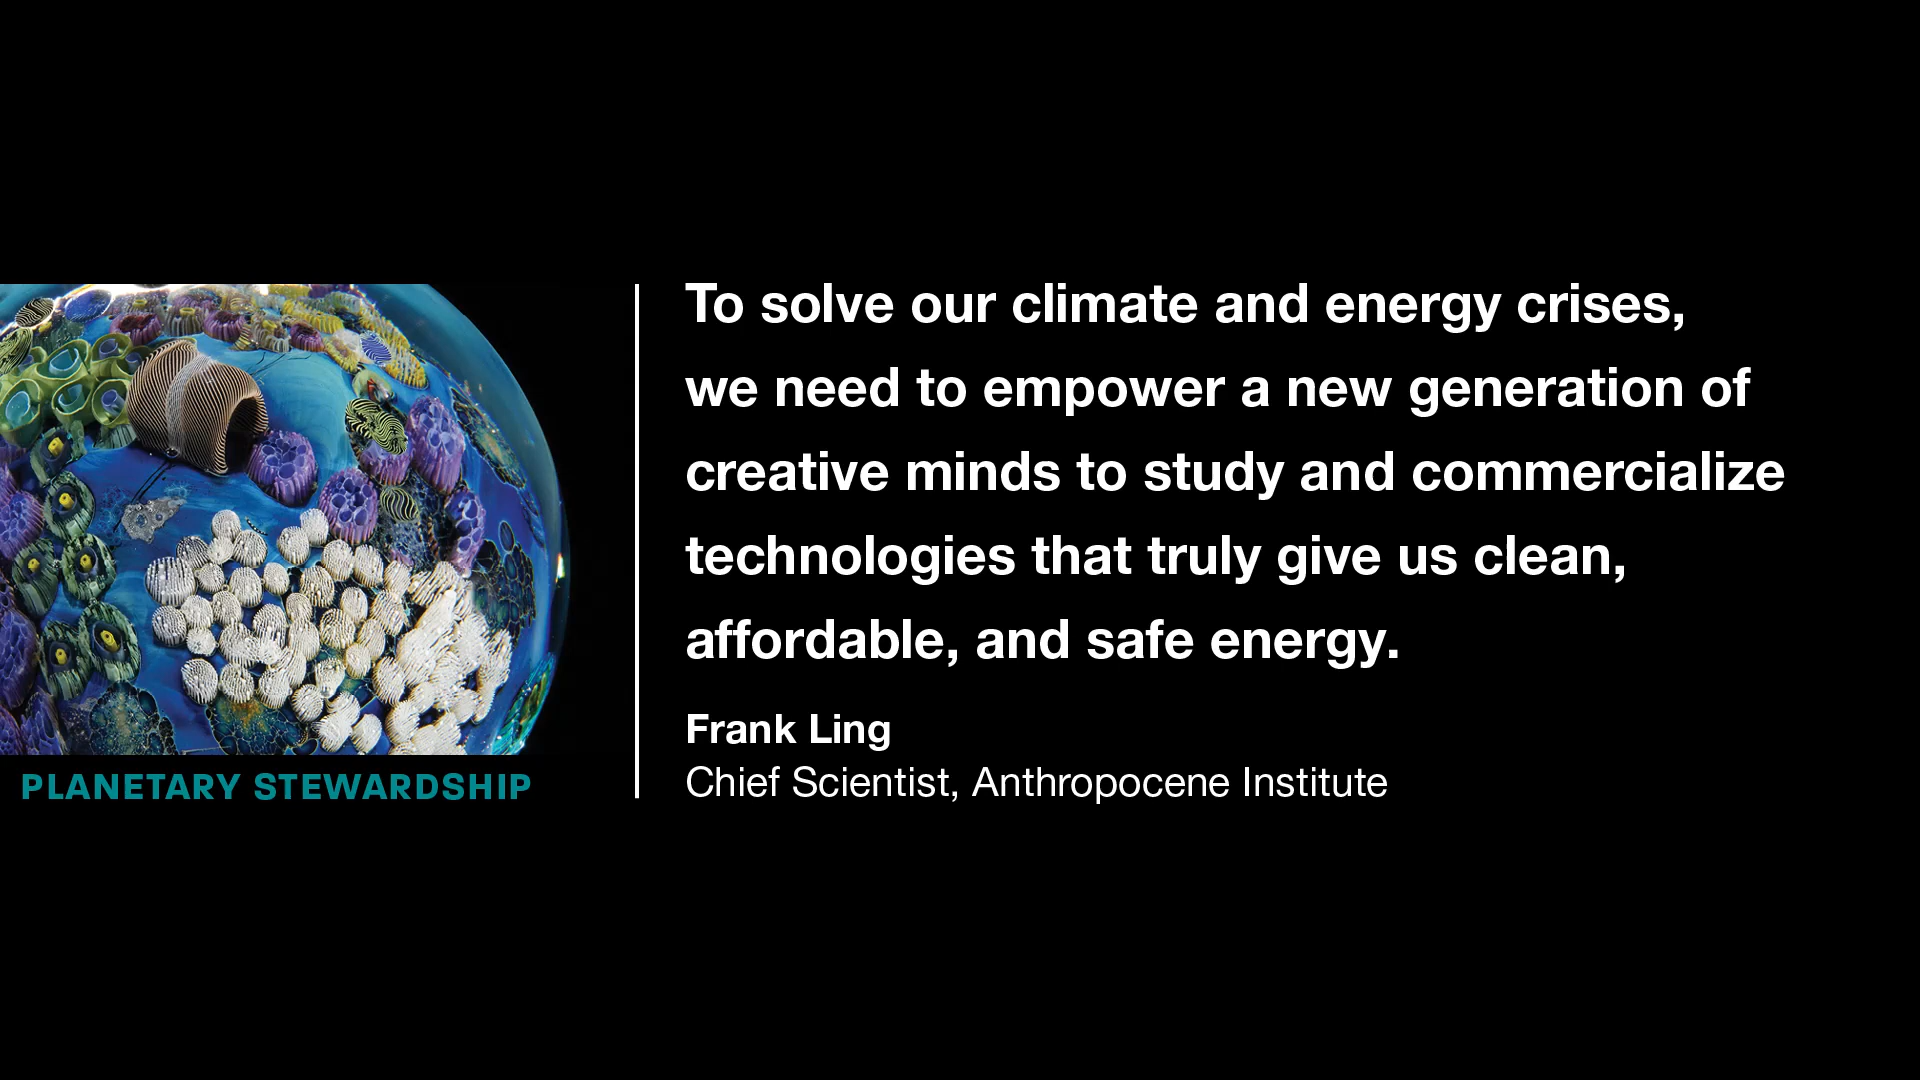 To solve our climate and energy crises,
we need to empower a new generation of
creative minds to study and commercialize
technologies that truly give us clean,
affordable, and safe energy.
Frank Ling
Chief Scientist, Anthropocene Institute
PLANETARY STEWARDSHIP